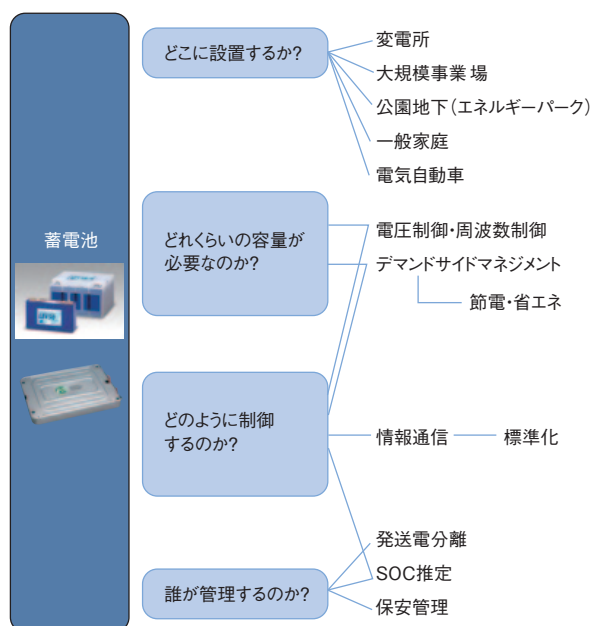 どこに設置するか?
変電所
大規模事業場
公園地下(エネルギーパーク)
一般家庭
電気自動車
蓄電池
どれくらいの容量が
必要なのか?
電圧制御・周波数制御
デマンドサイドマネジメント
節電・省エネ
どのように制御
するのか?
情報通信
標準化
誰が管理するのか?
発送電分離
SOC推定
保安管理